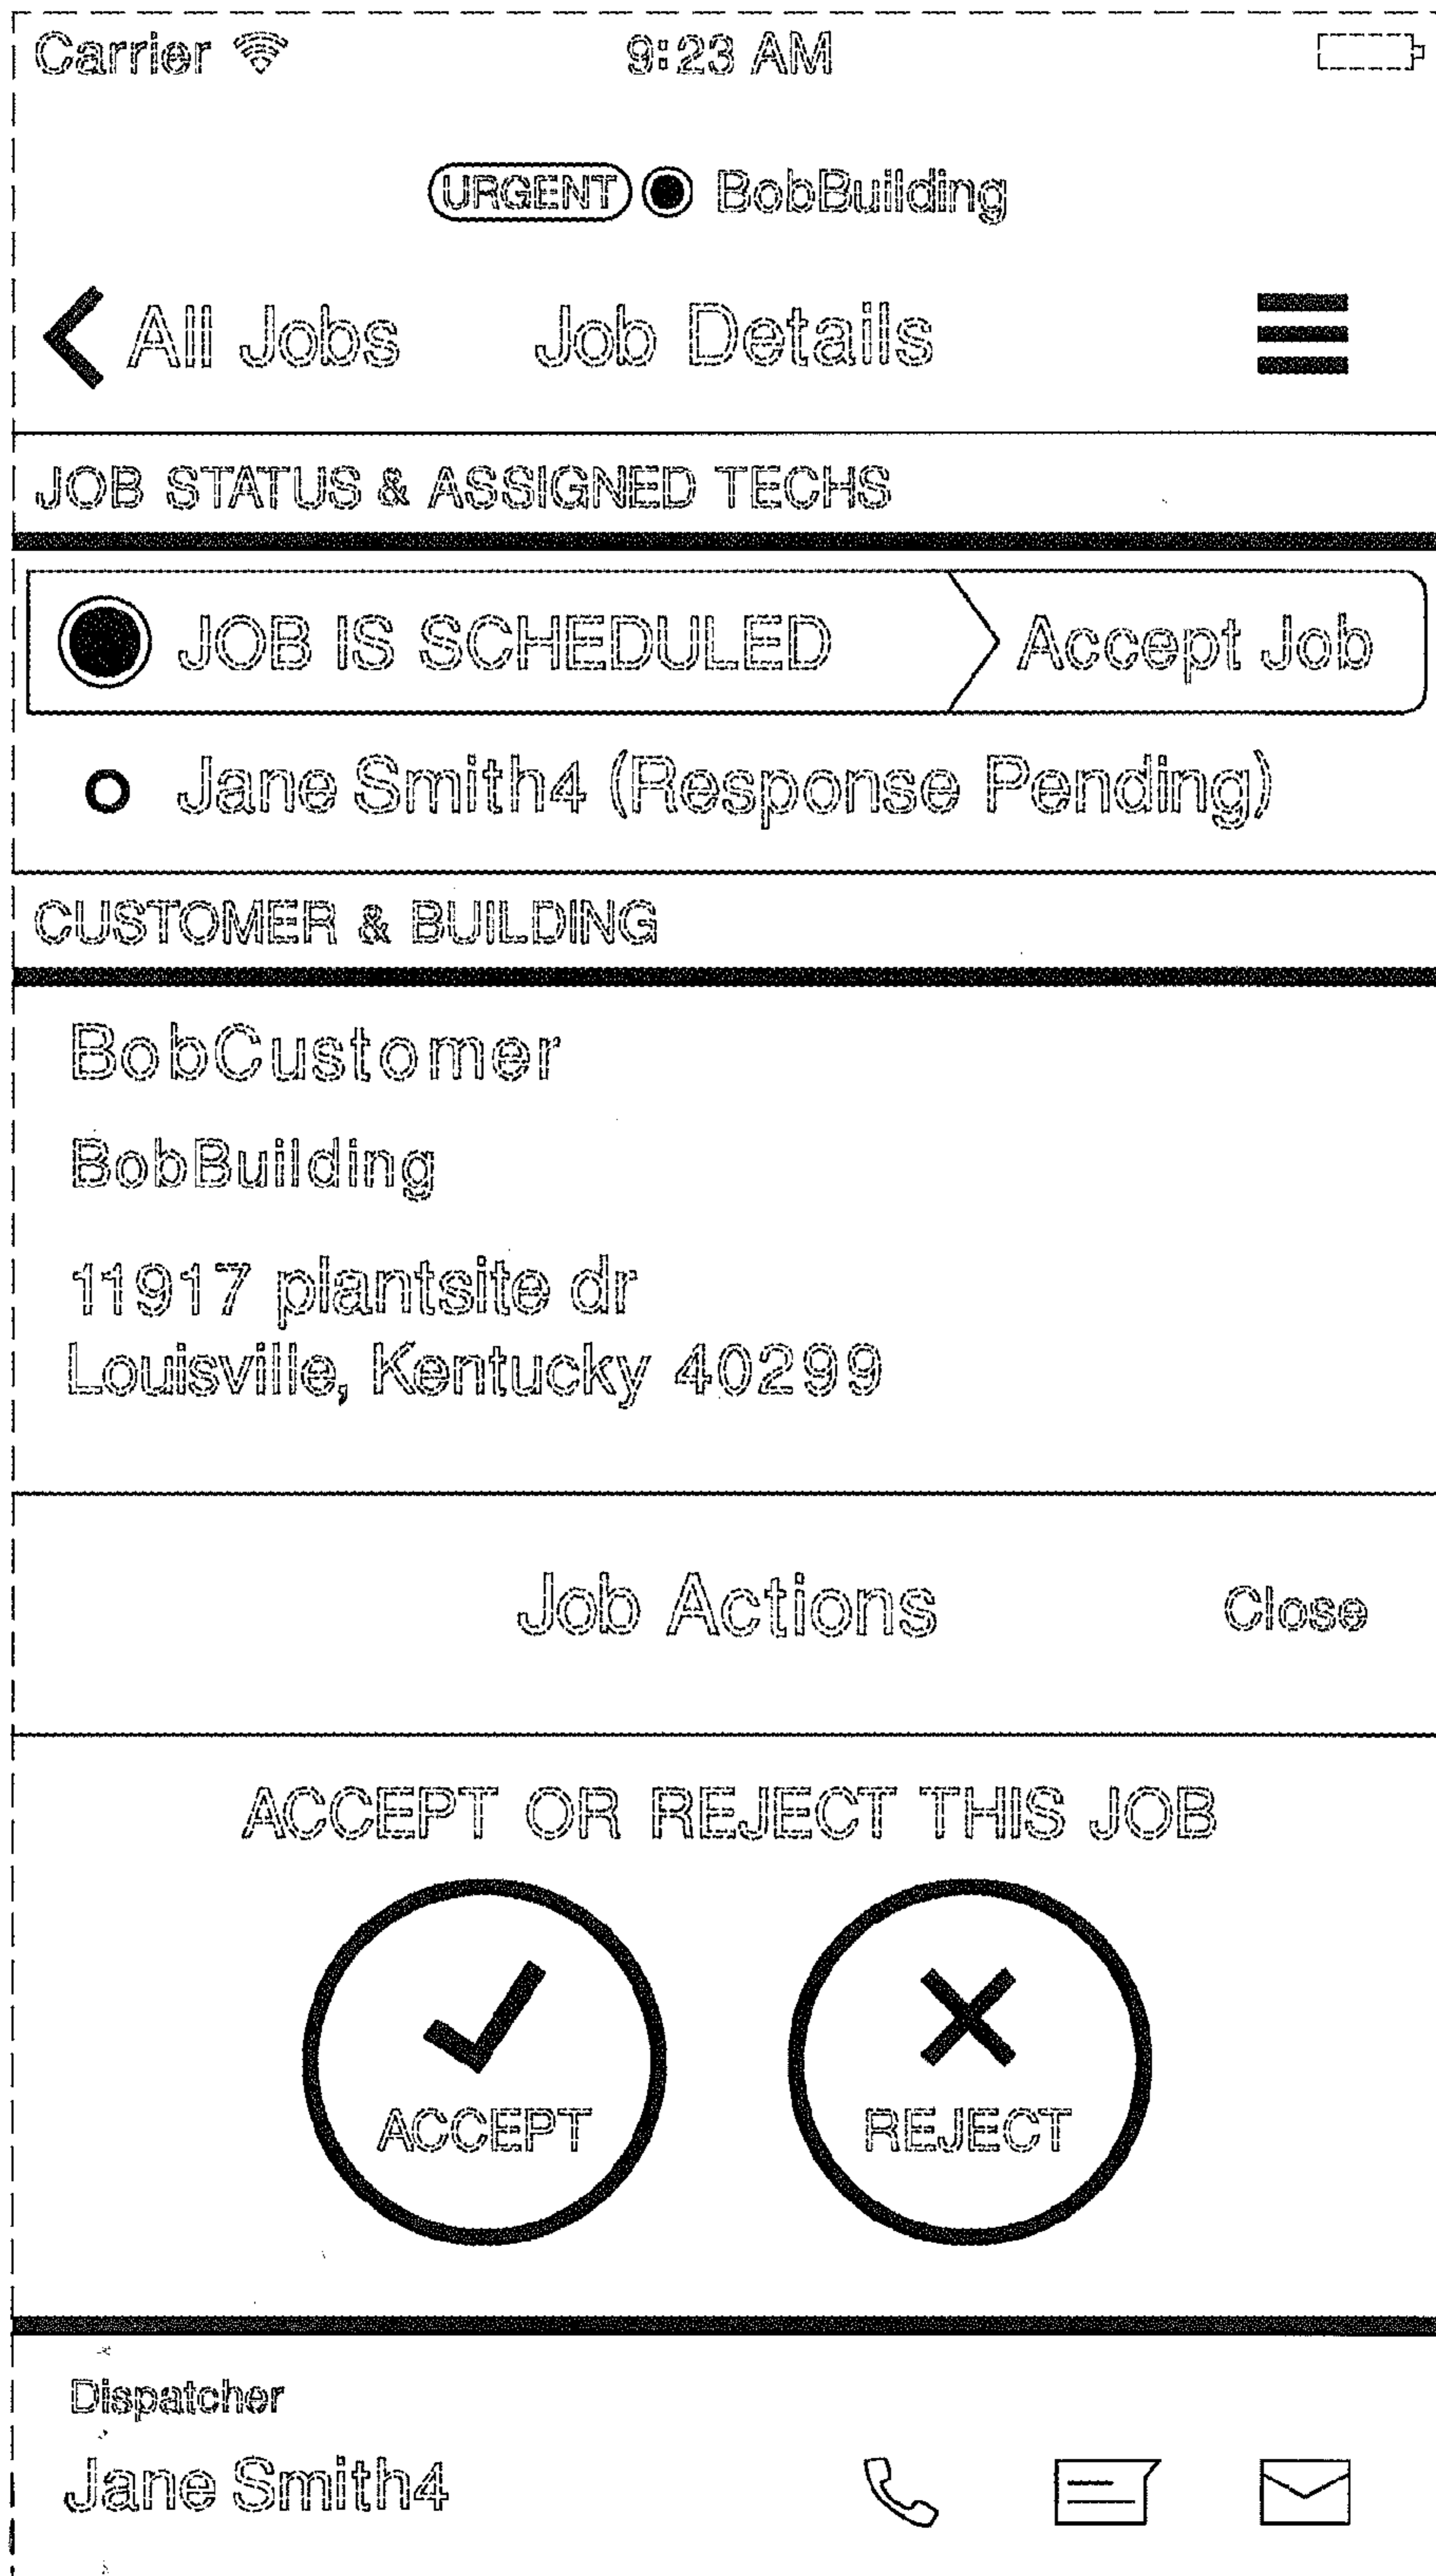 Carrier 9:23 AM
URGENT BobBuilding
All Jobs Job Details
JOB STATUS & ASSIGNED TECHS
JOB IS SCHEDULED Accept Job
Jane Smith4 (Response Pending)
CUSTOMER & BUILDING
BobCustomer
BobBuilding
11917 plantsite dr
Louisville, Kentucky 40299
Job Actions Close
ACCEPT OR REJECT THIS JOB
ACCEPT REJECT
Dispatcher
Jane Smith4